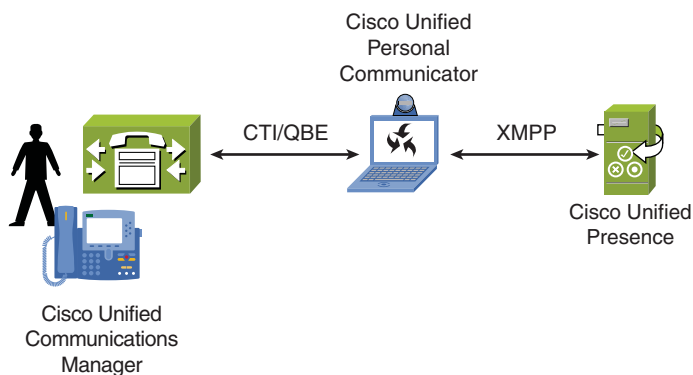 Cisco Unified
Personal
Communicator
CTI/QBE
XMPP
Cisco Unified
Presence
Cisco Unified
Communications
Manager